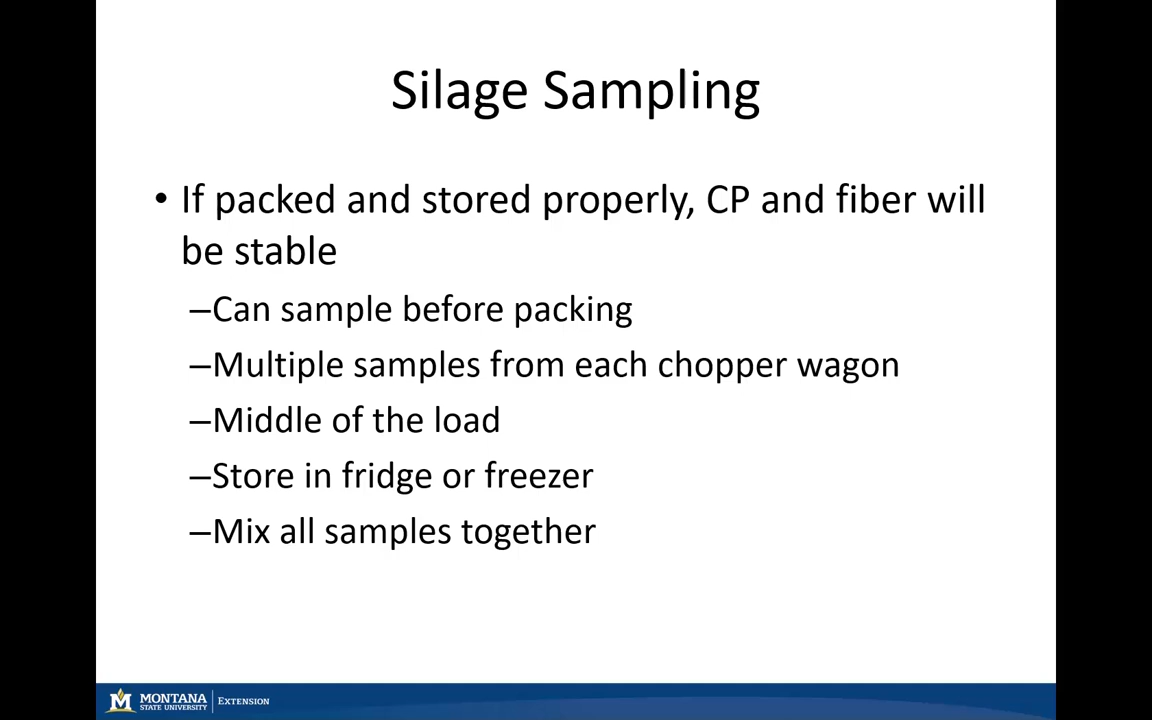 Silage Sampling
• If packed and stored properly, CP and fiber will
be stable
–Can sample before packing
–Multiple samples from each chopper wagon
–Middle of the load
–Store in fridge or freezer
–Mix all samples together
M MONTANA
STATE UNIVERSITY
EXTENSION